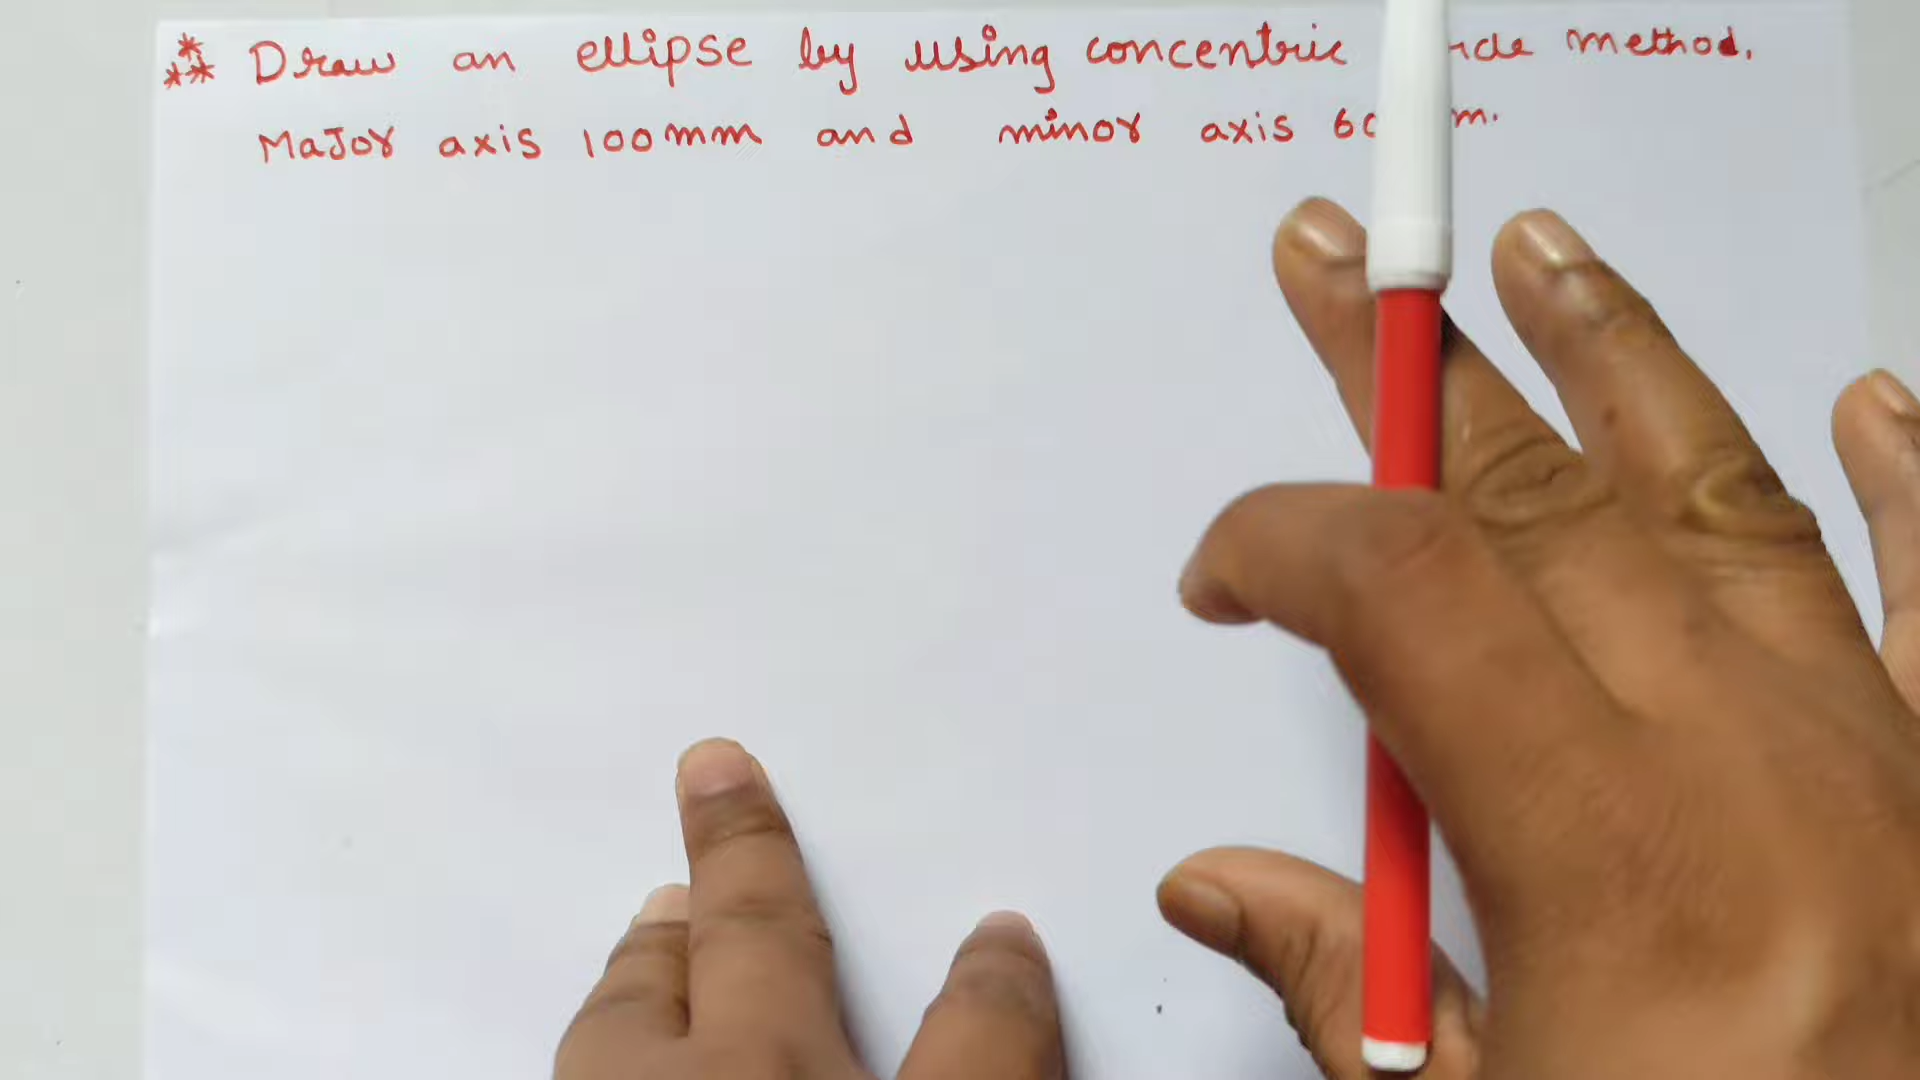 Draw an ellipse by using concentric method.
Major axis 100mm and minor axis